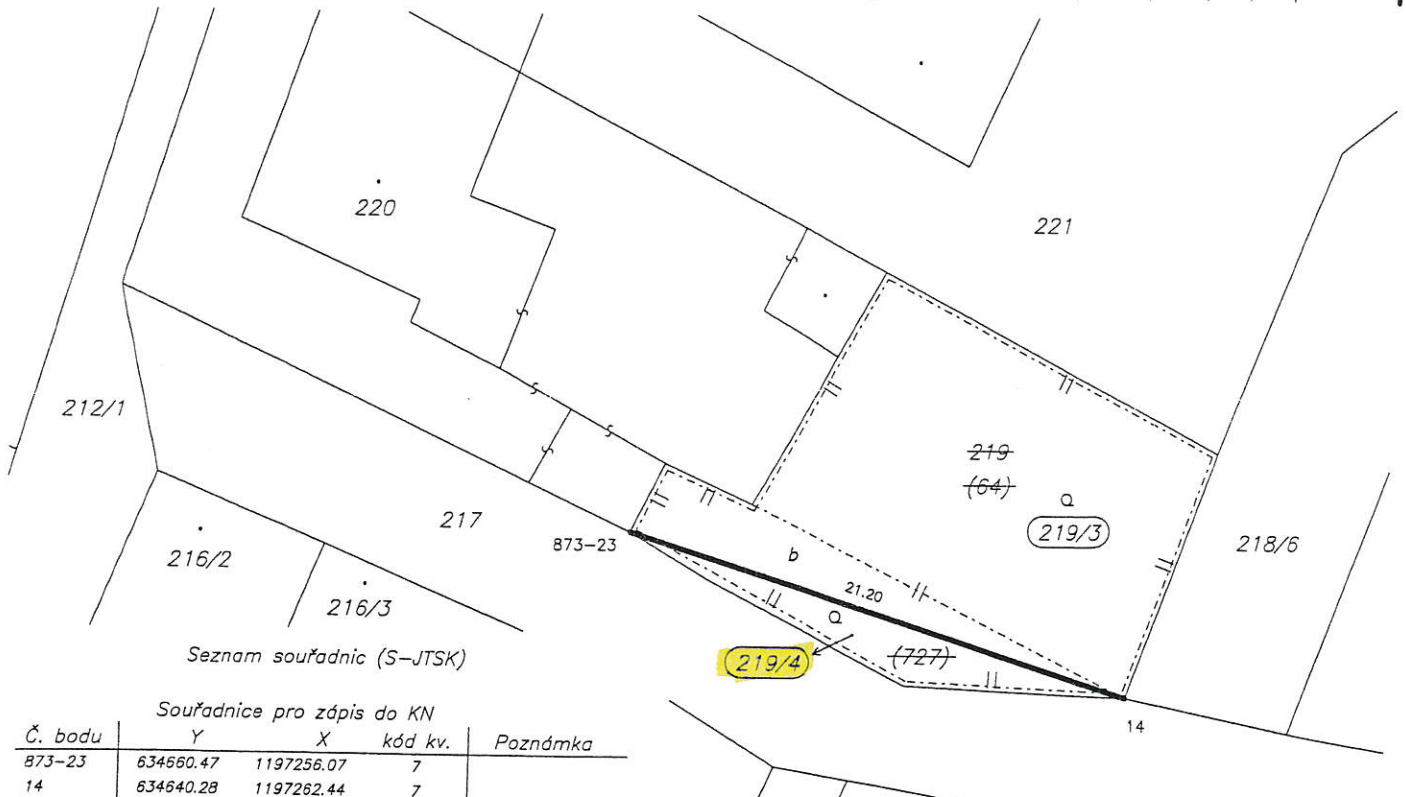 220
221
212/1
219
(64)
a
219/3
217
873-23
216/2
b
218/6
21.20
216/3
a
219/4
(727)
14
Seznam souřadnic (S-JTSK)
Souřadnice pro zápis do KN
Č. bodu Y X kód kv. Poznámka
873-23 634660.47 1197256.07 7
14 634640.28 1197262.44 7